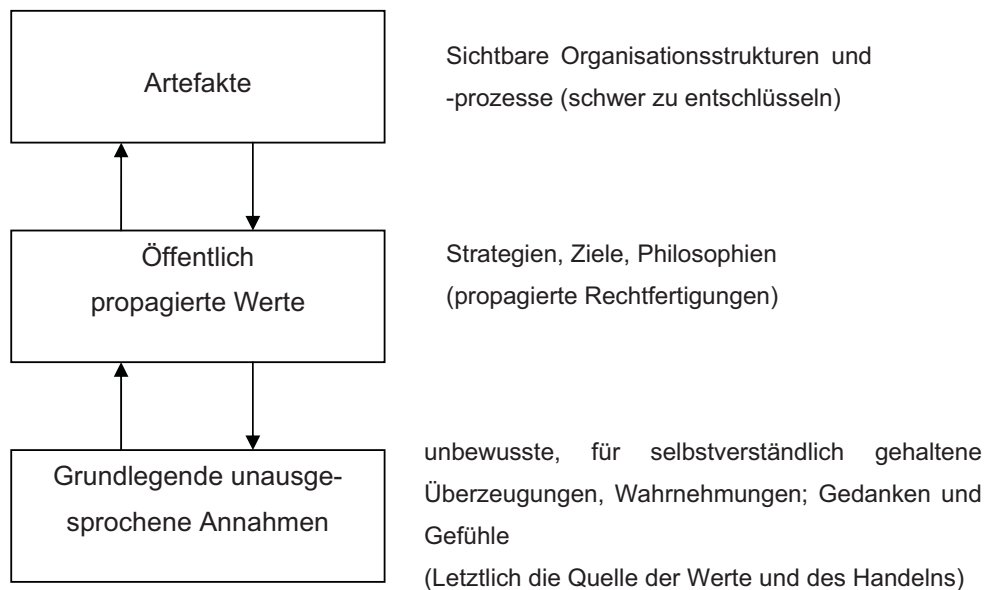 Artefakte
Sichtbare Organisationsstrukturen und
-prozesse (schwer zu entschlüsseln)
Öffentlich
propagierte Werte
Strategien, Ziele, Philosophien
(propagierte Rechtfertigungen)
Grundlegende unausge-
sprochene Annahmen
unbewusste, für selbstverständlich gehaltene
Überzeugungen, Wahrnehmungen; Gedanken und
Gefühle
(Letztlich die Quelle der Werte und des Handelns)